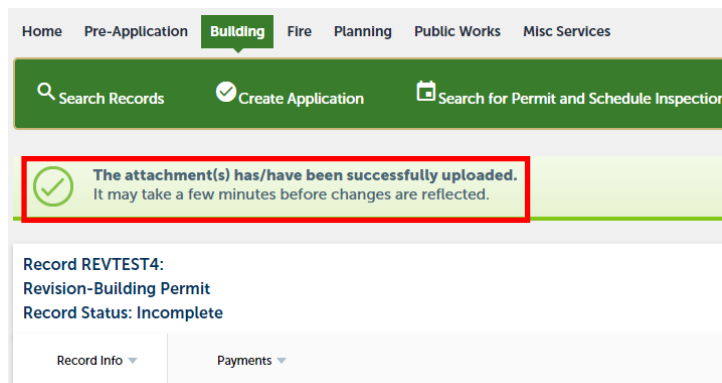 Home Pre-Application Building Fire Planning Public Works Misc Services
Search Records Create Application Search for Permit and Schedule Inspection
The attachment(s) has/have been successfully uploaded.
It may take a few minutes before changes are reflected.
Record REVTEST4:
Revision-Building Permit
Record Status: Incomplete
Record Info Payments